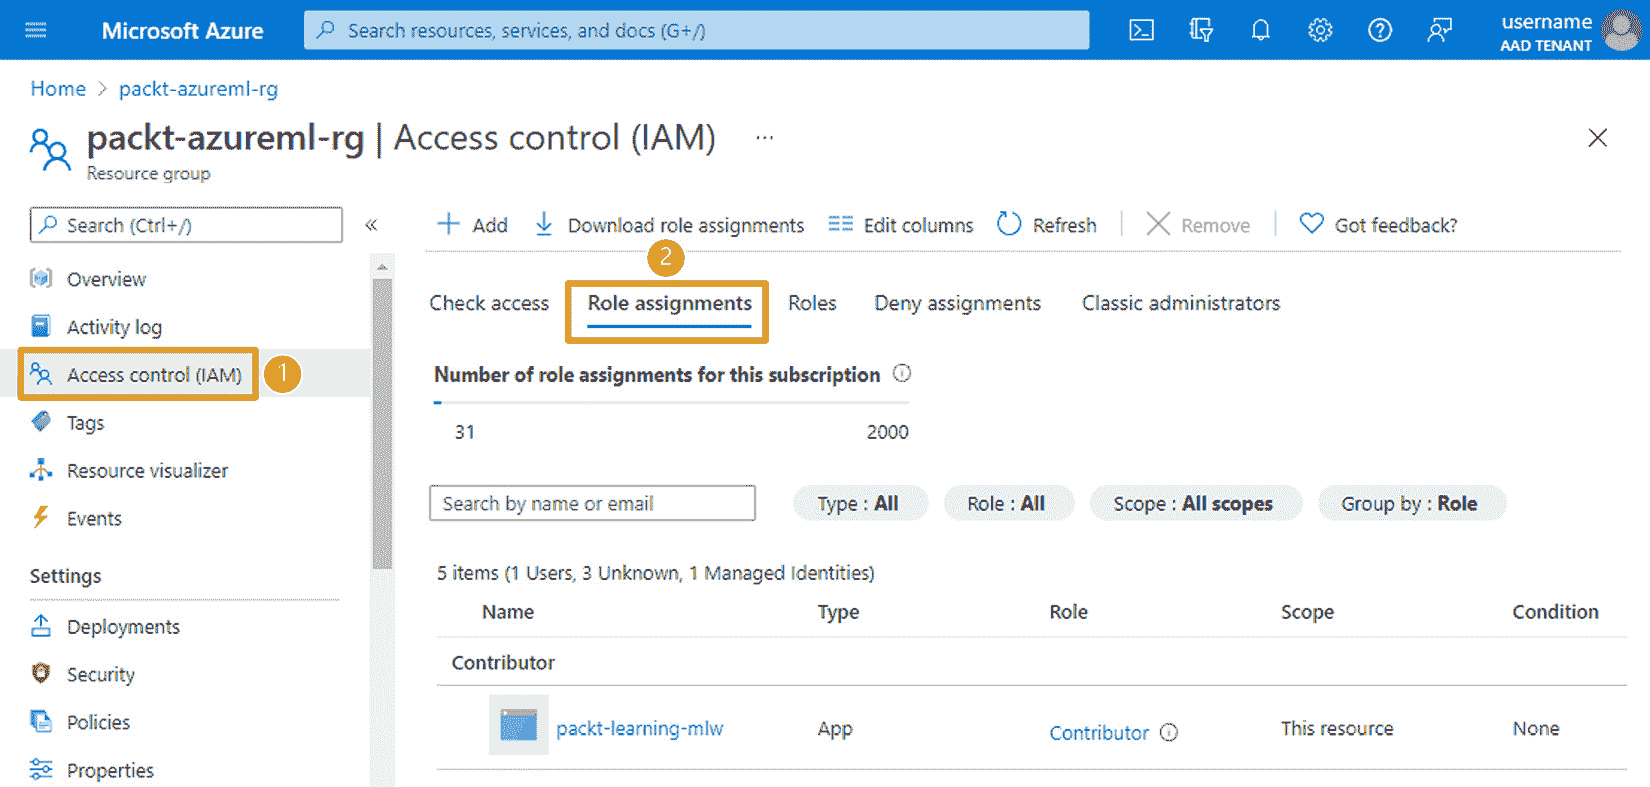 Microsoft Azure
Search resources, services, and docs (G+/)
username
AAD TENANT
Home > packt-azureml-rg
packt-azureml-rg | Access control (IAM) ...
Resource group
Search (Ctrl+/)
«
Add
Download role assignments
Edit columns
Refresh
Remove
Got feedback?
Overview
Activity log
Access control (IAM)
1
Tags
Resource visualizer
Events
Settings
Deployments
Security
Policies
Properties
2
Check access
Role assignments
Roles
Deny assignments
Classic administrators
Number of role assignments for this subscription
31
2000
Search by name or email
Type : All
Role : All
Scope : All scopes
Group by : Role
5 items (1 Users, 3 Unknown, 1 Managed Identities)
Name Type Role Scope Condition
Contributor
packt-learning-mlw App Contributor This resource None